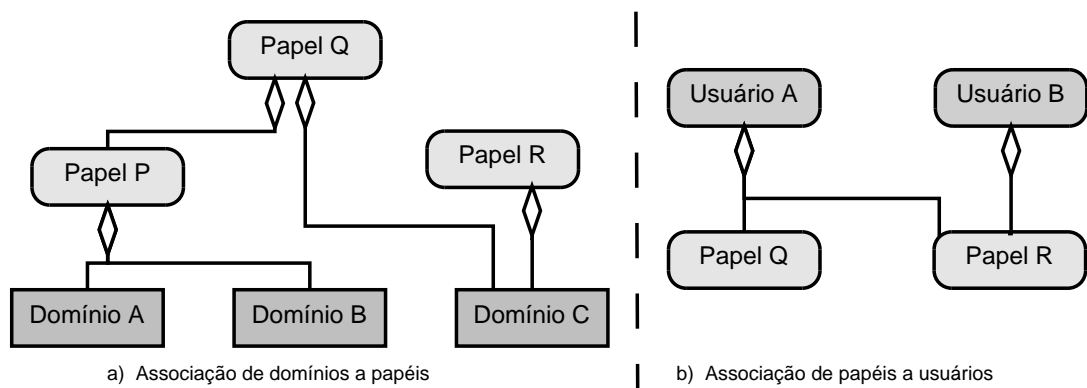 Papel Q
Papel P
Papel R
Domínio A
Domínio B
Domínio C
a) Associação de domínios a papéis
Usuário A
Usuário B
Papel Q
Papel R
b) Associação de papéis a usuários